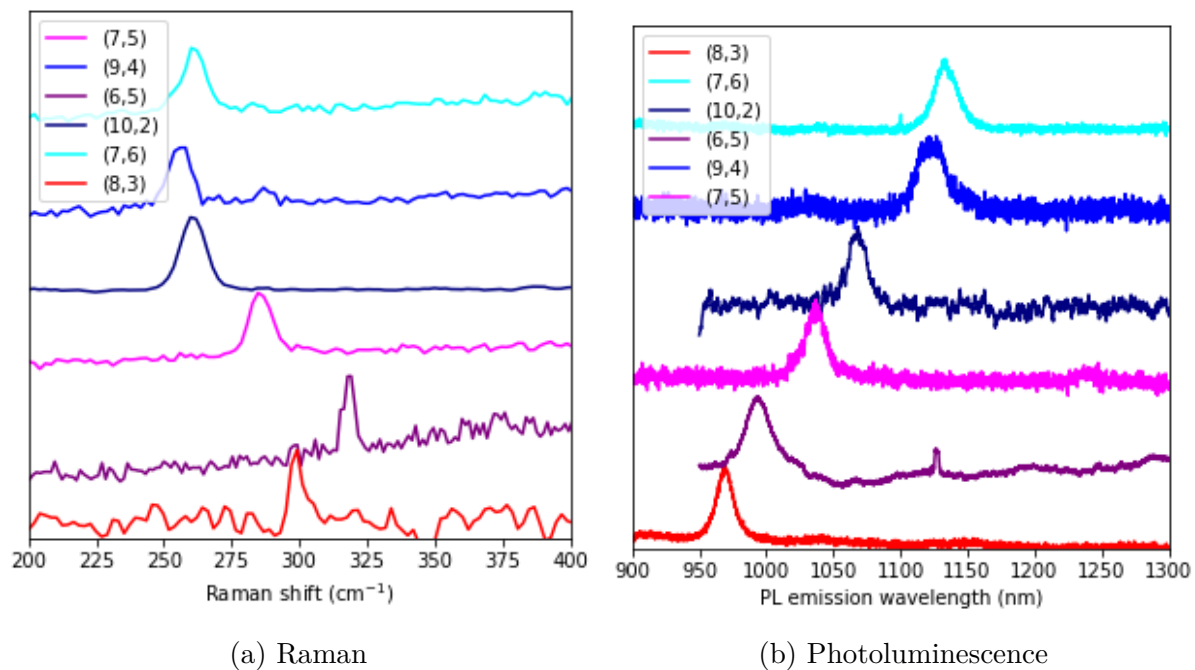 (7,5)
(9,4)
(6,5)
(10,2)
(7,6)
(8,3)
200 225 250 275 300 325 350 375 400
Raman shift (cm⁻¹)
(a) Raman
(8,3)
(7,6)
(10,2)
(6,5)
(9,4)
(7,5)
900 950 1000 1050 1100 1150 1200 1250 1300
PL emission wavelength (nm)
(b) Photoluminescence